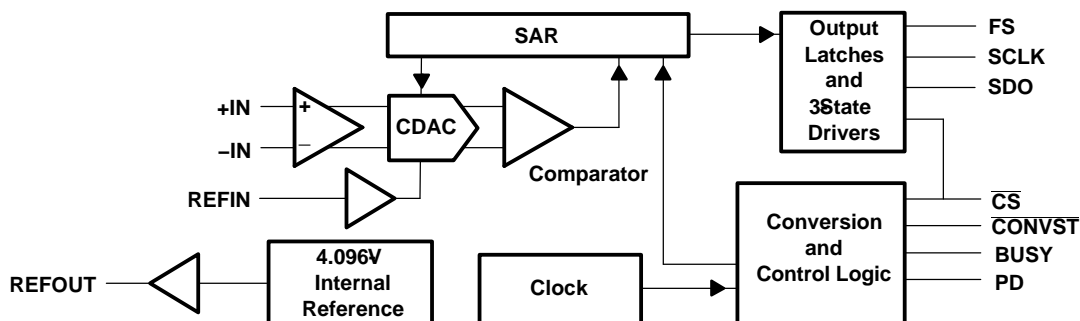 SAR
Output
Latches
and
3-State
Drivers
FS
SCLK
SDO
+IN
−IN
+
−
CDAC
Comparator
REFIN
Conversion
and
Control Logic
CS
CONVST
BUSY
PD
REFOUT
4.096-V
Internal
Reference
Clock